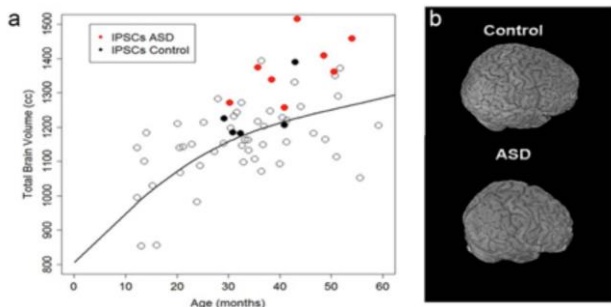 a
IPSCs ASD
IPSCs Control
Total Brain Volume (cc)
1500
1400
1300
1200
1100
1000
900
800
0 10 20 30 40 50 60
Age (months)
b
Control
ASD